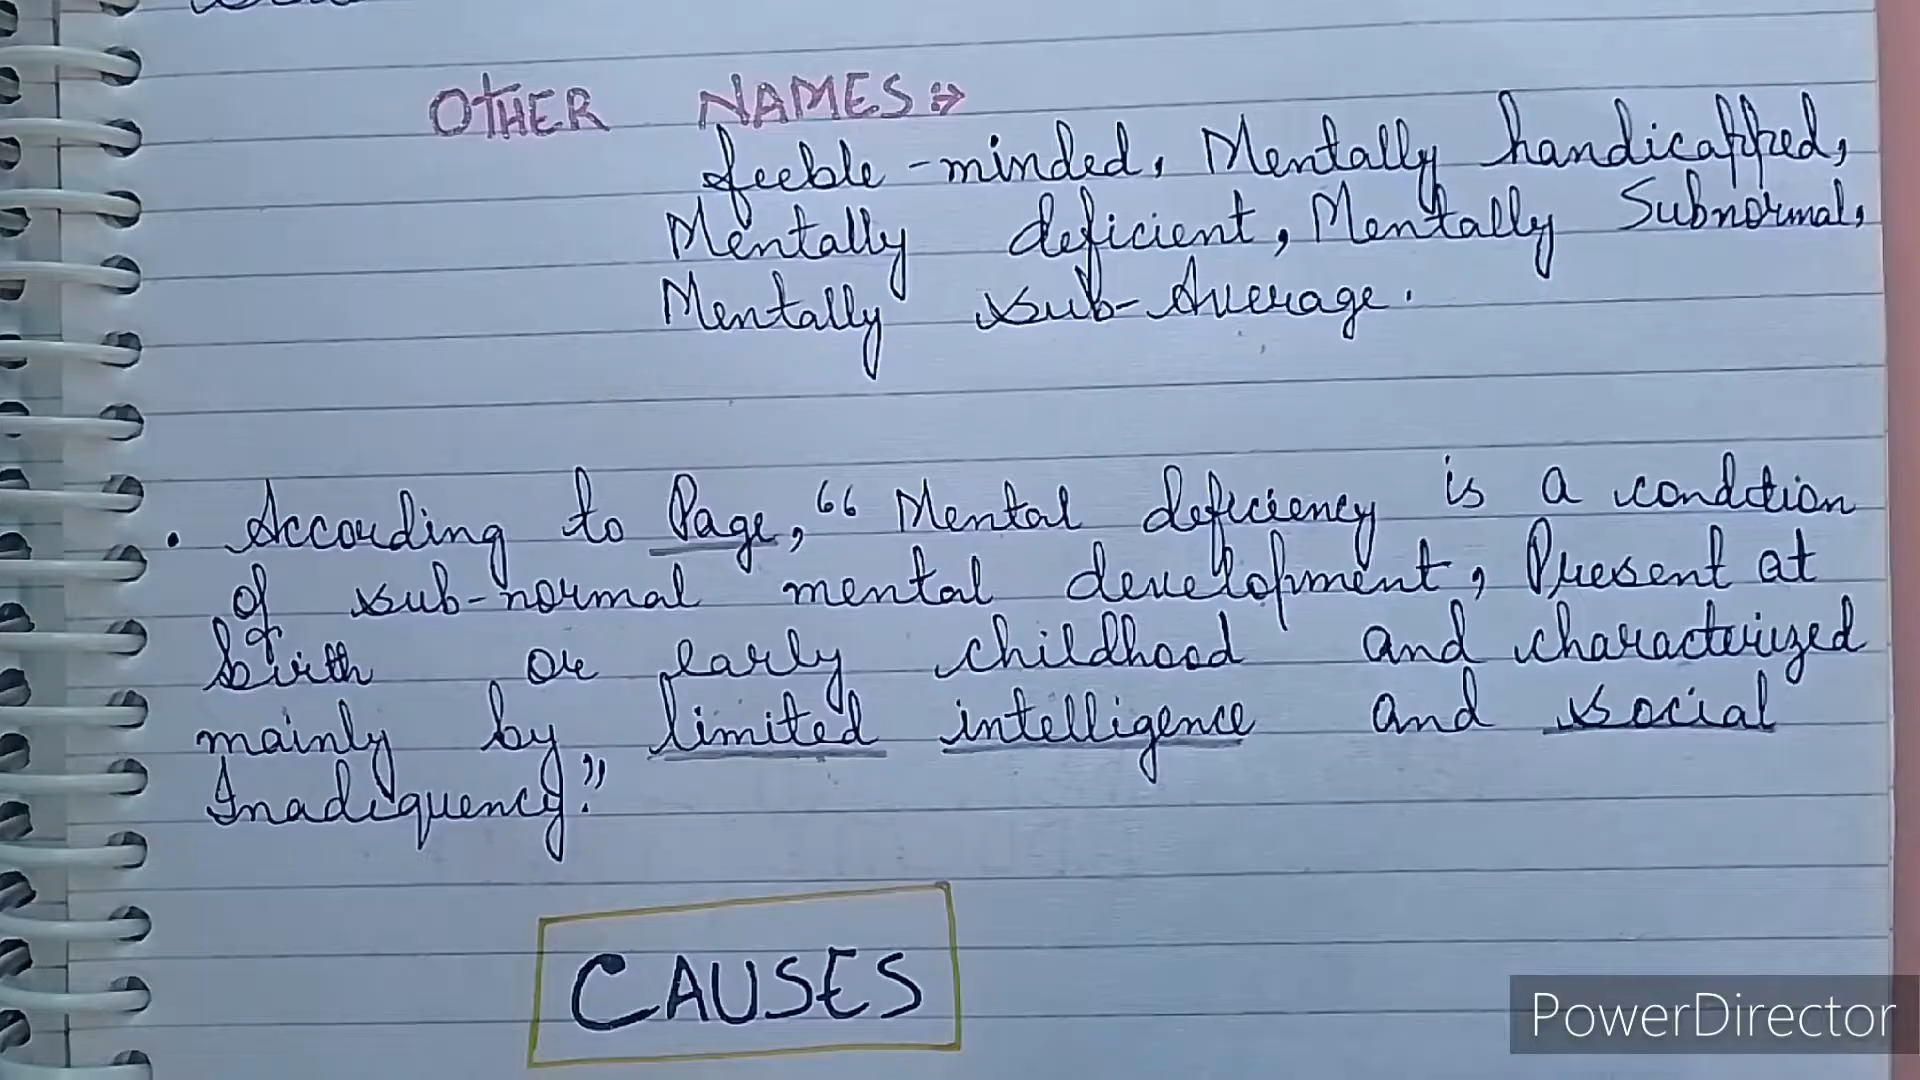 OTHER NAMES :→
feeble-minded, Mentally handicapped,
Mentally deficient, Mentally Subnormal,
Mentally sub-Average.
• According to Page, “Mental deficiency is a condition
of sub-normal mental development, Present at
birth or early childhood and characterized
mainly by limited intelligence and social
Inadequency.”
CAUSES
PowerDirector